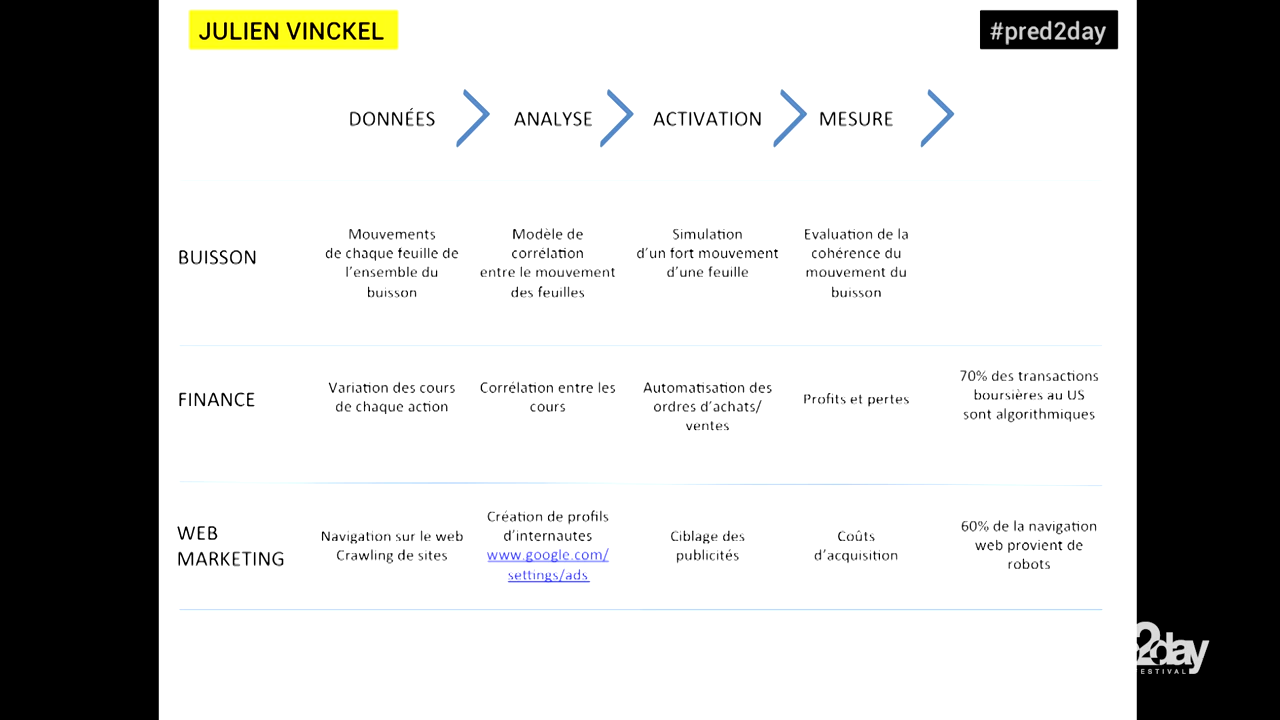 JULIEN VINCKEL
#pred2day
DONNÉES
ANALYSE
ACTIVATION
MESURE
BUISSON
Mouvements
de chaque feuille de
l'ensemble du
buisson
Modèle de
corrélation
entre le mouvement
des feuilles
Simulation
d'un fort mouvement
d'une feuille
Evaluation de la
cohérence du
mouvement du
buisson
FINANCE
Variation des cours
de chaque action
Corrélation entre les
cours
Automatisation des
ordres d'achats/
ventes
Profits et pertes
70% des transactions
boursières au US
sont algorithmiques
WEB
MARKETING
Navigation sur le web
Crawling de sites
Création de profils
d'internautes
www.google.com/
settings/ads
Ciblage des
publicités
Coûts
d'acquisition
60% de la navigation
web provient de
robots
2day
FESTIVAL